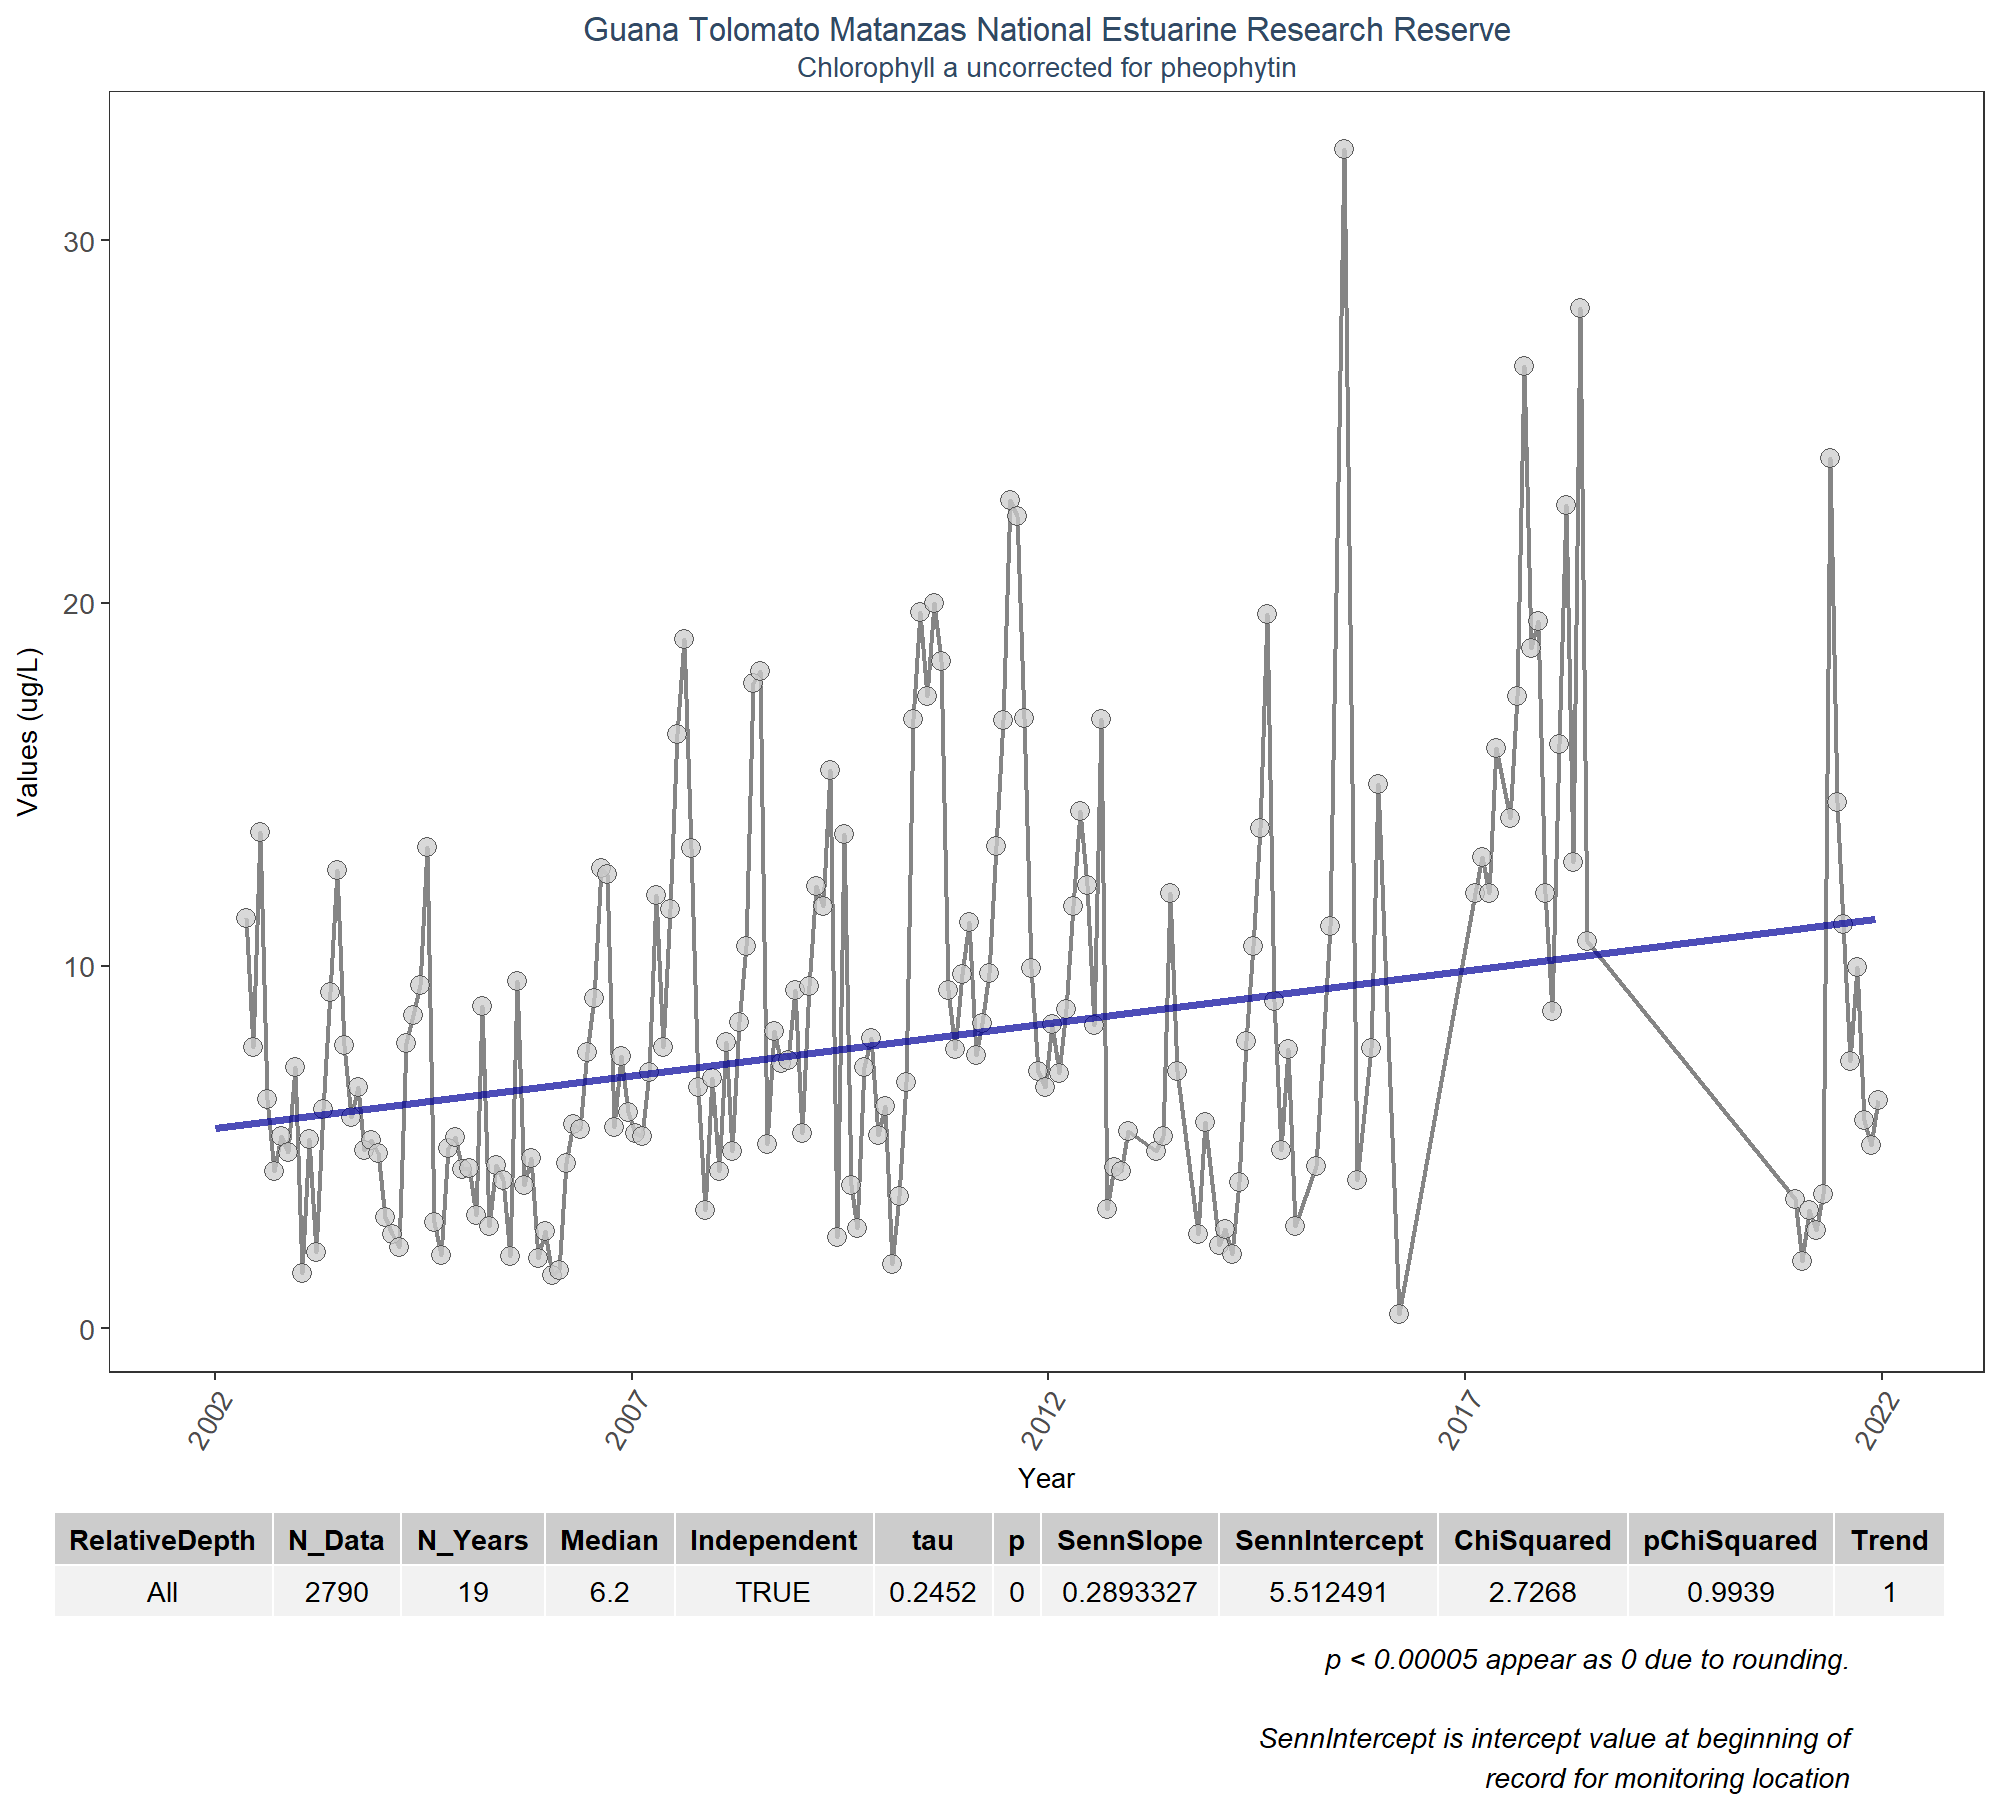 Guana Tolomato Matanzas National Estuarine Research Reserve
Chlorophyll a uncorrected for pheophytin
Values (ug/L)
30
20
10
0
2002 2007 2012 2017 2022
Year
RelativeDepth N_Data N_Years Median Independent tau p SennSlope SennIntercept ChiSquared pChiSquared Trend
All 2790 19 6.2 TRUE 0.2452 0 0.2893327 5.512491 2.7268 0.9939 1
p < 0.00005 appear as 0 due to rounding.
SennIntercept is intercept value at beginning of
record for monitoring location